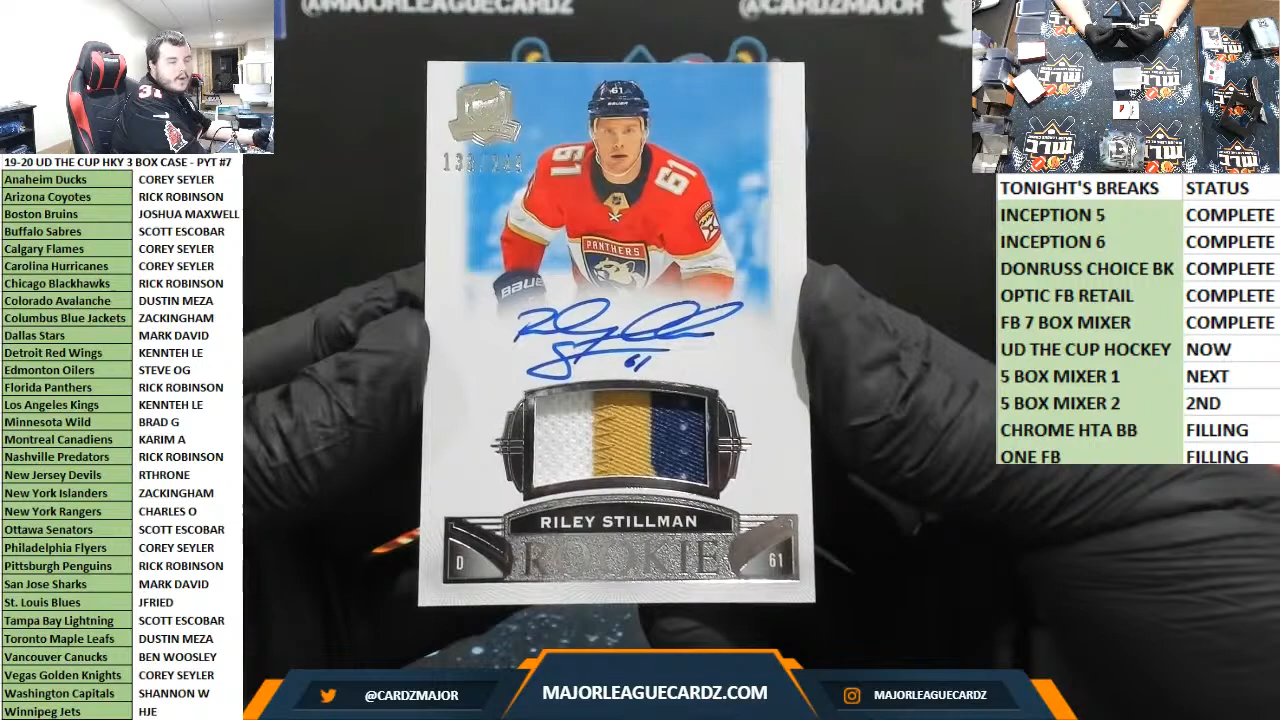 @MAJORLEAGUECARDZ
@CARDZMAJOR
19-20 UD THE CUP HKY 3 BOX CASE - PYT #7
Anaheim Ducks COREY SEYLER
Arizona Coyotes RICK ROBINSON
Boston Bruins JOSHUA MAXWELL
Buffalo Sabres SCOTT ESCOBAR
Calgary Flames COREY SEYLER
Carolina Hurricanes COREY SEYLER
Chicago Blackhawks RICK ROBINSON
Colorado Avalanche DUSTIN MEZA
Columbus Blue Jackets ZACKINGHAM
Dallas Stars MARK DAVID
Detroit Red Wings KENNTEH LE
Edmonton Oilers STEVE OG
Florida Panthers RICK ROBINSON
Los Angeles Kings KENNTEH LE
Minnesota Wild BRAD G
Montreal Canadiens KARIM A
Nashville Predators RICK ROBINSON
New Jersey Devils RTHRONE
New York Islanders ZACKINGHAM
New York Rangers CHARLES O
Ottawa Senators SCOTT ESCOBAR
Philadelphia Flyers COREY SEYLER
Pittsburgh Penguins RICK ROBINSON
San Jose Sharks MARK DAVID
St. Louis Blues JFRIED
Tampa Bay Lightning SCOTT ESCOBAR
Toronto Maple Leafs DUSTIN MEZA
Vancouver Canucks BEN WOOSLEY
Vegas Golden Knights COREY SEYLER
Washington Capitals SHANNON W
Winnipeg Jets HJE
61
61 61
PANTHERS
BAUER
61
RILEY STILLMAN
ROOKIE
D 61
TONIGHT'S BREAKS STATUS
INCEPTION 5 COMPLETE
INCEPTION 6 COMPLETE
DONRUSS CHOICE BK COMPLETE
OPTIC FB RETAIL COMPLETE
FB 7 BOX MIXER COMPLETE
UD THE CUP HOCKEY NOW
5 BOX MIXER 1 NEXT
5 BOX MIXER 2 2ND
CHROME HTA BB FILLING
ONE FB FILLING
@CARDZMAJOR
MAJORLEAGUECARDZ.COM
MAJORLEAGUECARDZ